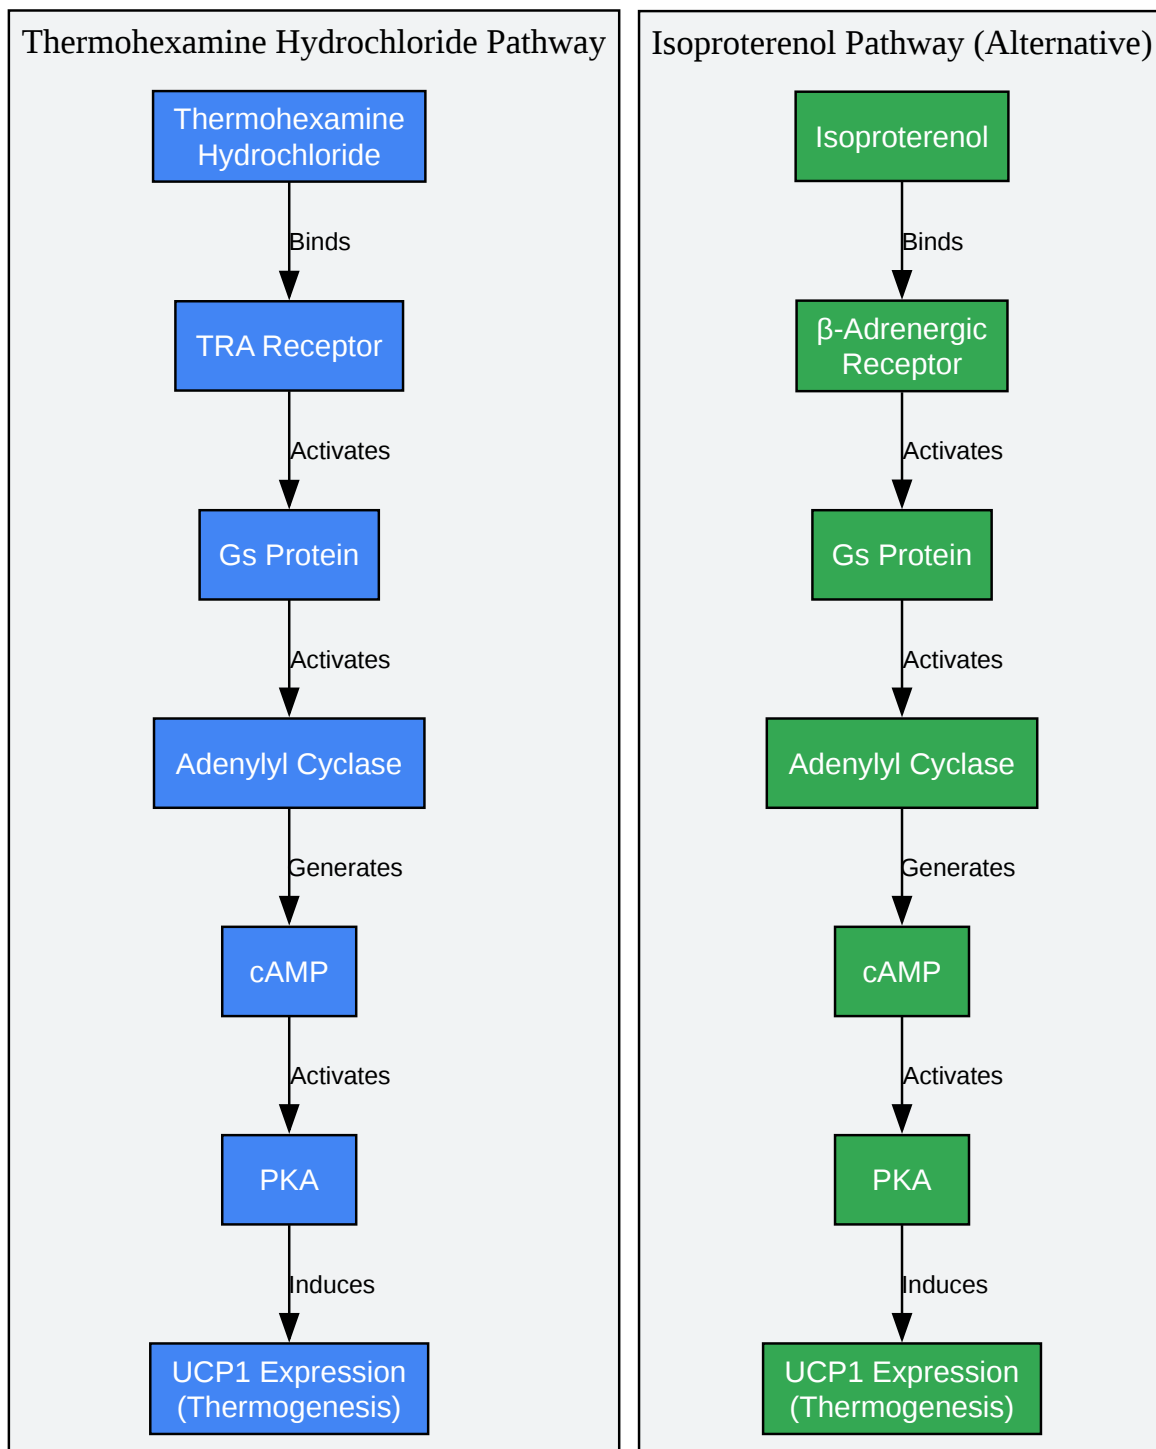 Thermohexamine Hydrochloride Pathway
Thermohexamine
Hydrochloride
Binds
TRA Receptor
Activates
Gs Protein
Activates
Adenylyl Cyclase
Generates
cAMP
Activates
PKA
Induces
UCP1 Expression
(Thermogenesis)
Isoproterenol Pathway (Alternative)
Isoproterenol
Binds
β-Adrenergic
Receptor
Activates
Gs Protein
Activates
Adenylyl Cyclase
Generates
cAMP
Activates
PKA
Induces
UCP1 Expression
(Thermogenesis)